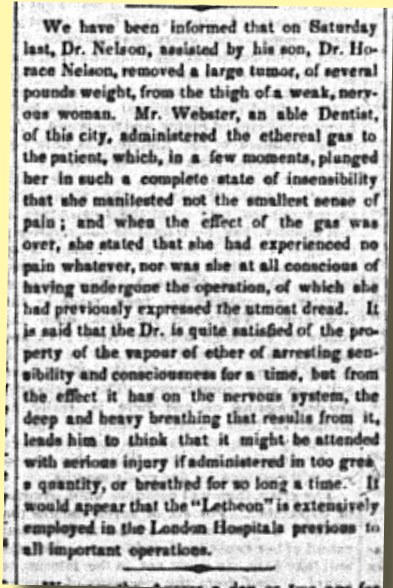 We have been informed that on Saturday
last, Dr. Nelson, assisted by his son, Dr. Ho-
race Nelson, removed a large tumor, of several
pounds weight, from the thigh of a weak, nerv-
ous woman. Mr. Webster, an able Dentist,
of this city, administered the ethereal gas to
the patient, which, in a few moments, plunged
her in such a complete state of insensibility
that she manifested not the smallest sense of
pain; and when the effect of the gas was
over, she stated that she had experienced no
pain whatever, nor was she at all conscious of
having undergone the operation, of which she
had previously expressed the utmost dread. It
is said that the Dr. is quite satisfied of the pro-
perty of the vapour of ether of arresting sen-
sibility and consciousness for a time, but from
the effect it has on the nervous system, the
deep and heavy breathing that results from it,
leads him to think that it might be attended
with serious injury if administered in too grea
a quantity, or breathed for so long a time. It
would appear that the "Letheon" is extensively
employed in the London Hospitals previous to
all important operations.